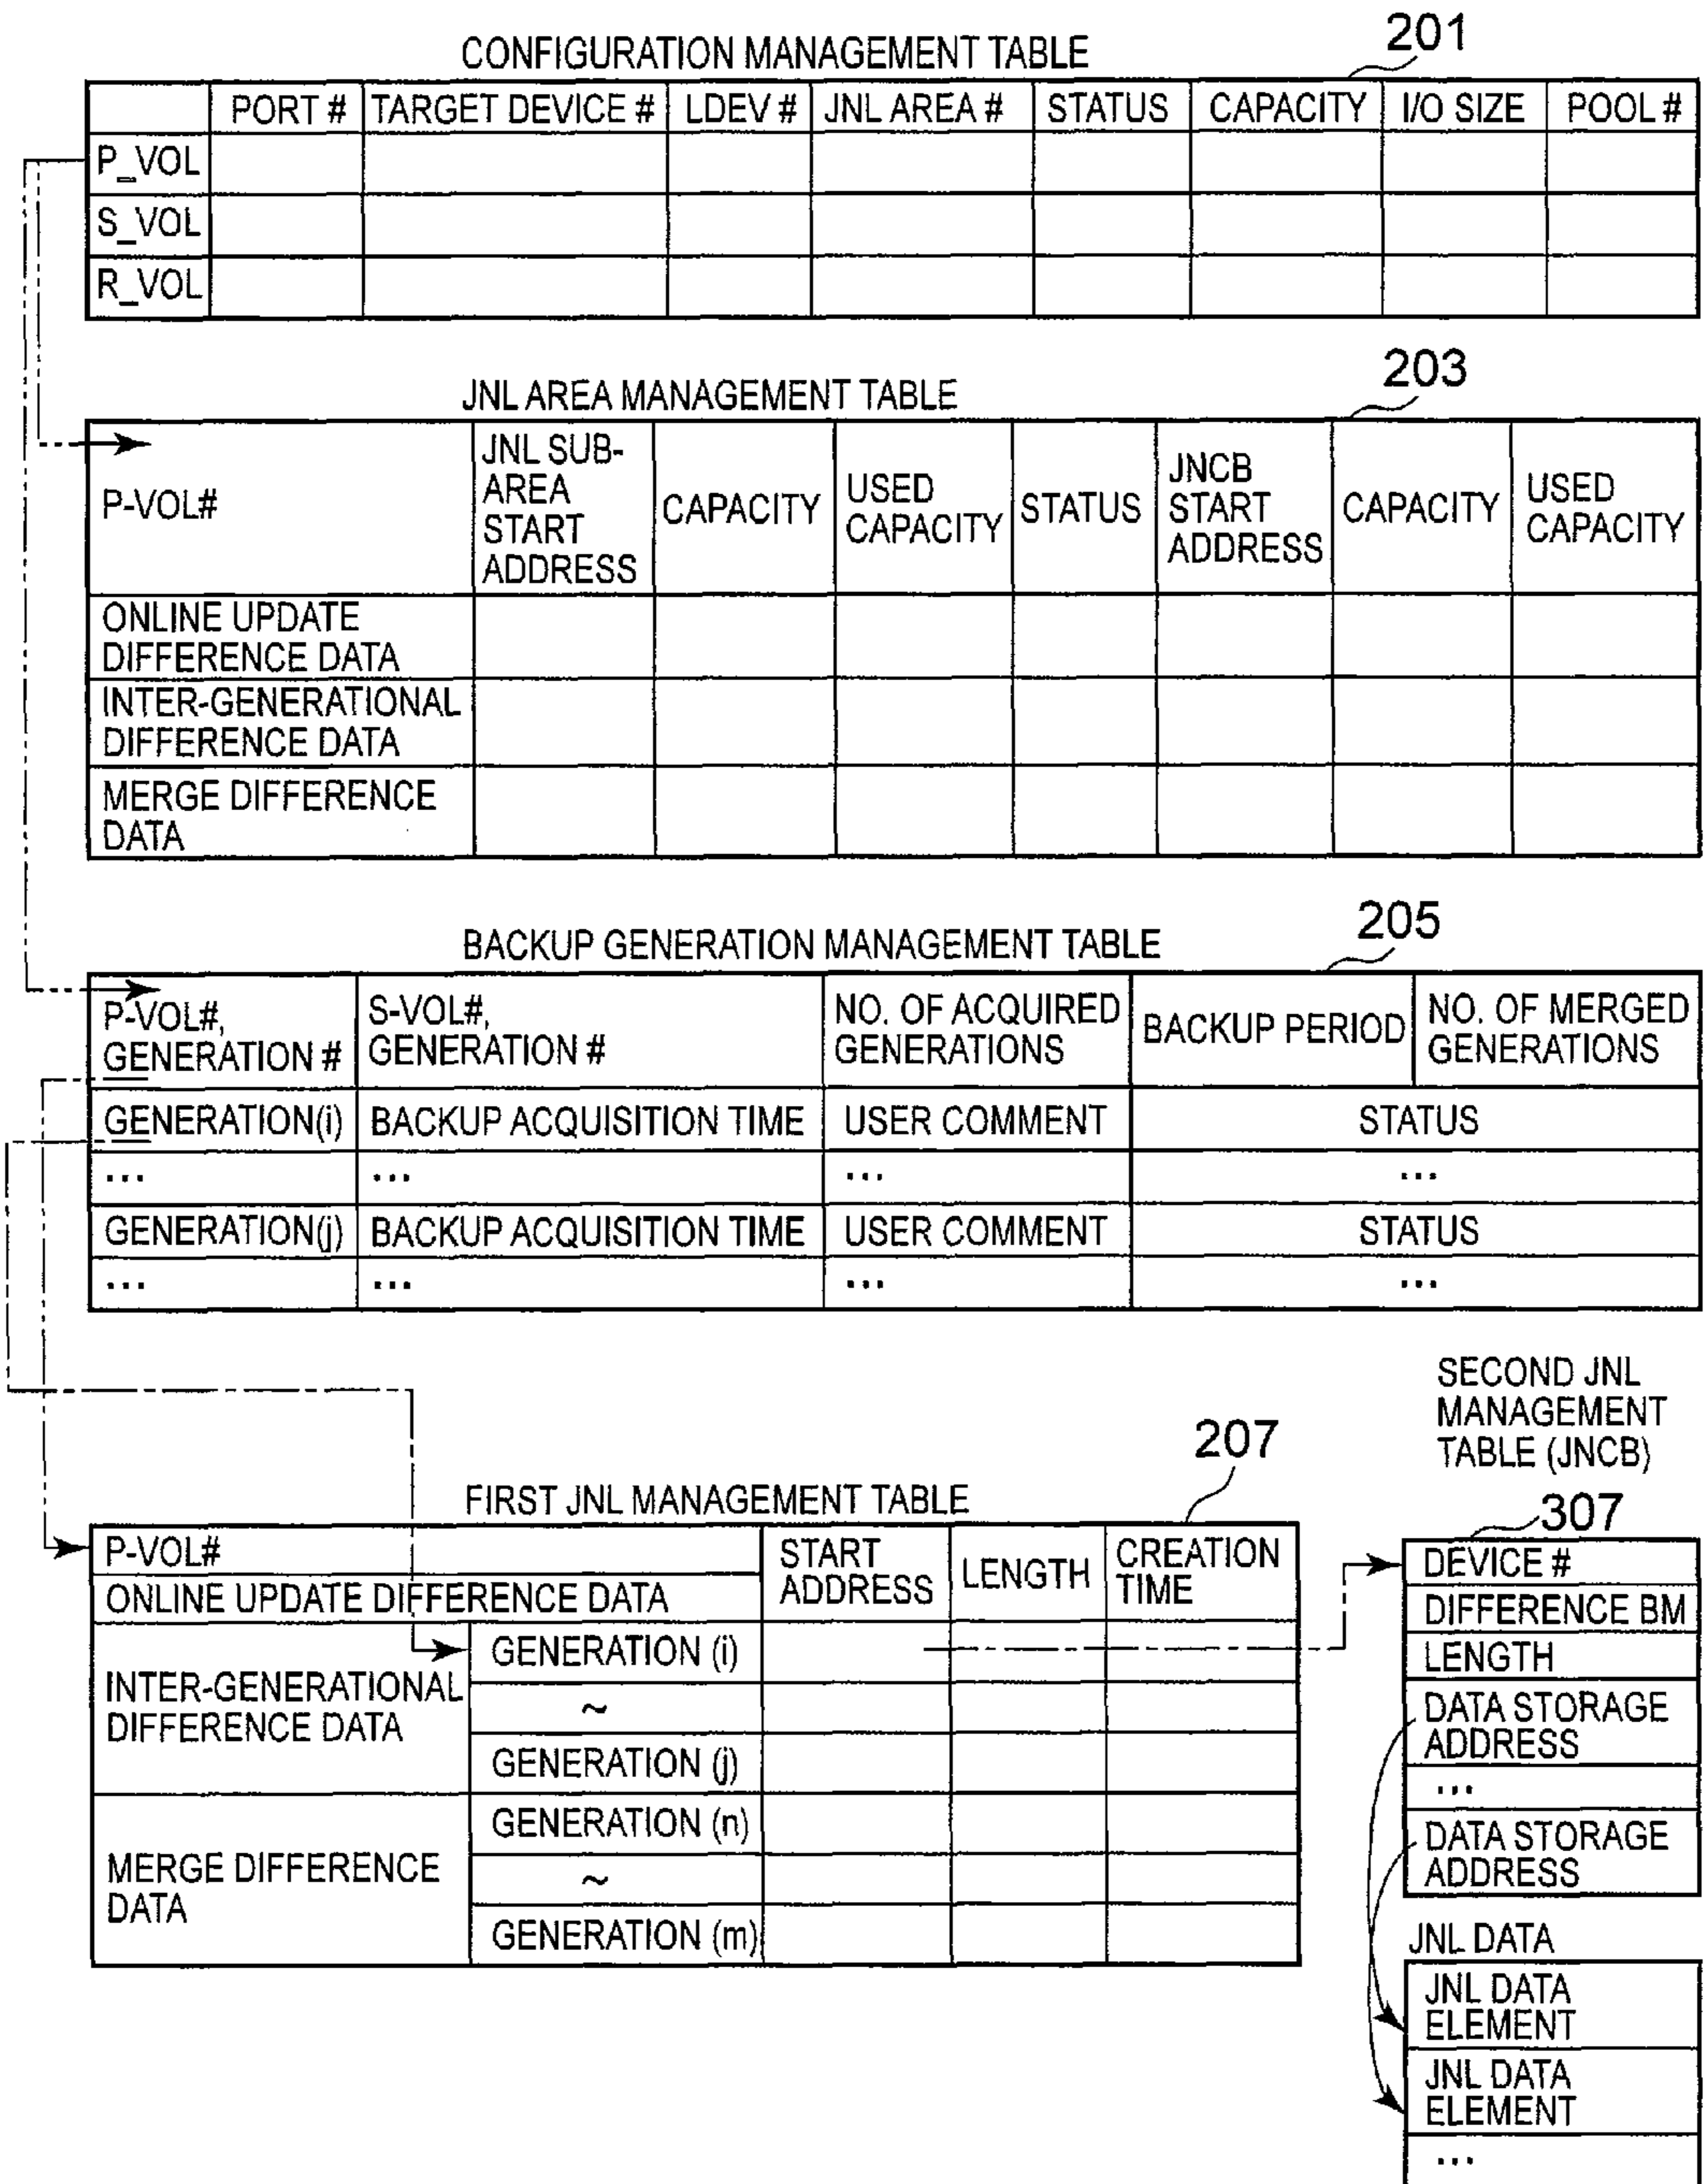 CONFIGURATION MANAGEMENT TABLE
201
PORT # TARGET DEVICE # LDEV # JNL AREA # STATUS CAPACITY I/O SIZE POOL #
P_VOL
S_VOL
R_VOL
JNL AREA MANAGEMENT TABLE
203
P-VOL#
JNL SUB-
AREA
START
ADDRESS
CAPACITY
USED
CAPACITY
STATUS
JNCB
START
ADDRESS
CAPACITY
USED
CAPACITY
ONLINE UPDATE
DIFFERENCE DATA
INTER-GENERATIONAL
DIFFERENCE DATA
MERGE DIFFERENCE
DATA
BACKUP GENERATION MANAGEMENT TABLE
205
P-VOL#,
GENERATION #
S-VOL#,
GENERATION #
NO. OF ACQUIRED
GENERATIONS
BACKUP PERIOD
NO. OF MERGED
GENERATIONS
GENERATION(i) BACKUP ACQUISITION TIME USER COMMENT STATUS
... ... ... ...
GENERATION(j) BACKUP ACQUISITION TIME USER COMMENT STATUS
... ... ... ...
FIRST JNL MANAGEMENT TABLE
207
P-VOL#
ONLINE UPDATE DIFFERENCE DATA
START
ADDRESS
LENGTH
CREATION
TIME
INTER-GENERATIONAL
DIFFERENCE DATA
GENERATION (i)
~
GENERATION (j)
MERGE DIFFERENCE
DATA
GENERATION (n)
~
GENERATION (m)
SECOND JNL
MANAGEMENT
TABLE (JNCB)
307
DEVICE #
DIFFERENCE BM
LENGTH
DATA STORAGE
ADDRESS
...
DATA STORAGE
ADDRESS
JNL DATA
JNL DATA
ELEMENT
JNL DATA
ELEMENT
...